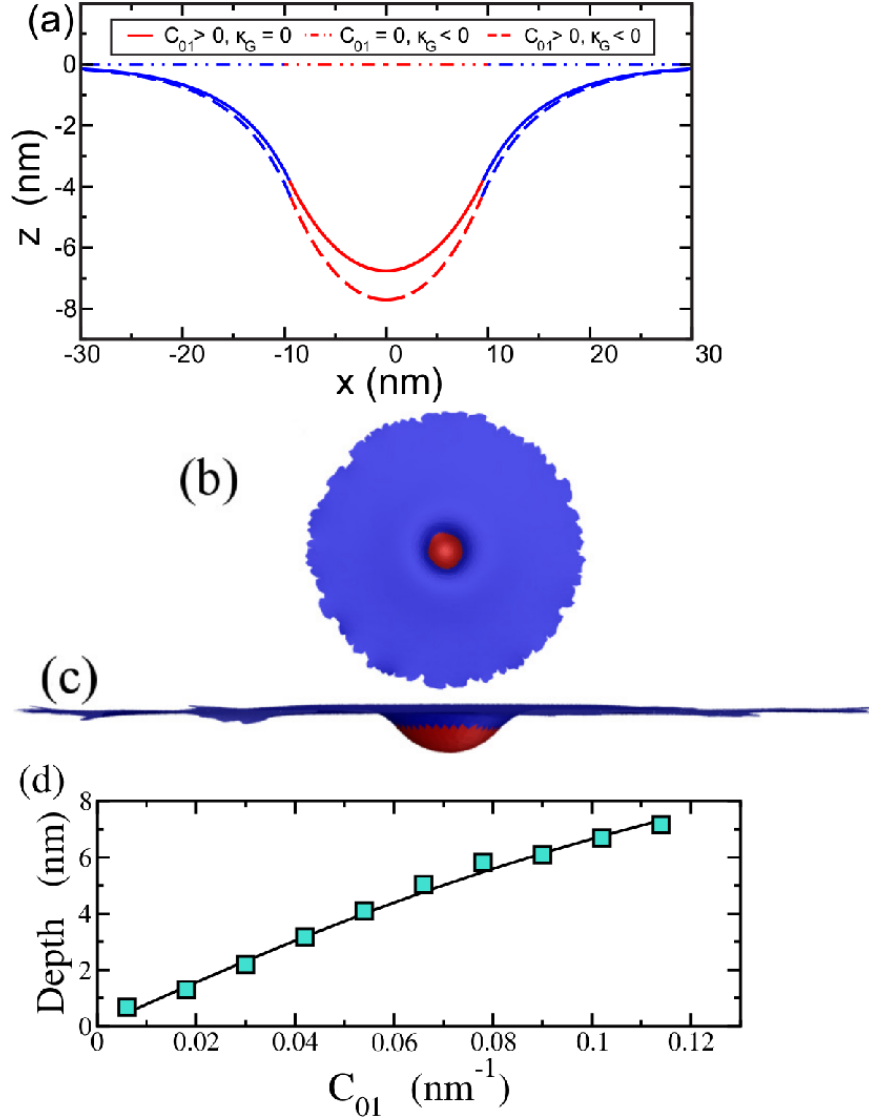 (a)
C01 > 0, κG = 0   C01 = 0, κG < 0   C01 > 0, κG < 0
0
-2
-4
-6
-8
z (nm)
-30 -20 -10 0 10 20 30
x (nm)
(b)
(c)
(d)
8
6
4
2
0
Depth (nm)
0 0.02 0.04 0.06 0.08 0.1 0.12
C01 (nm-1)